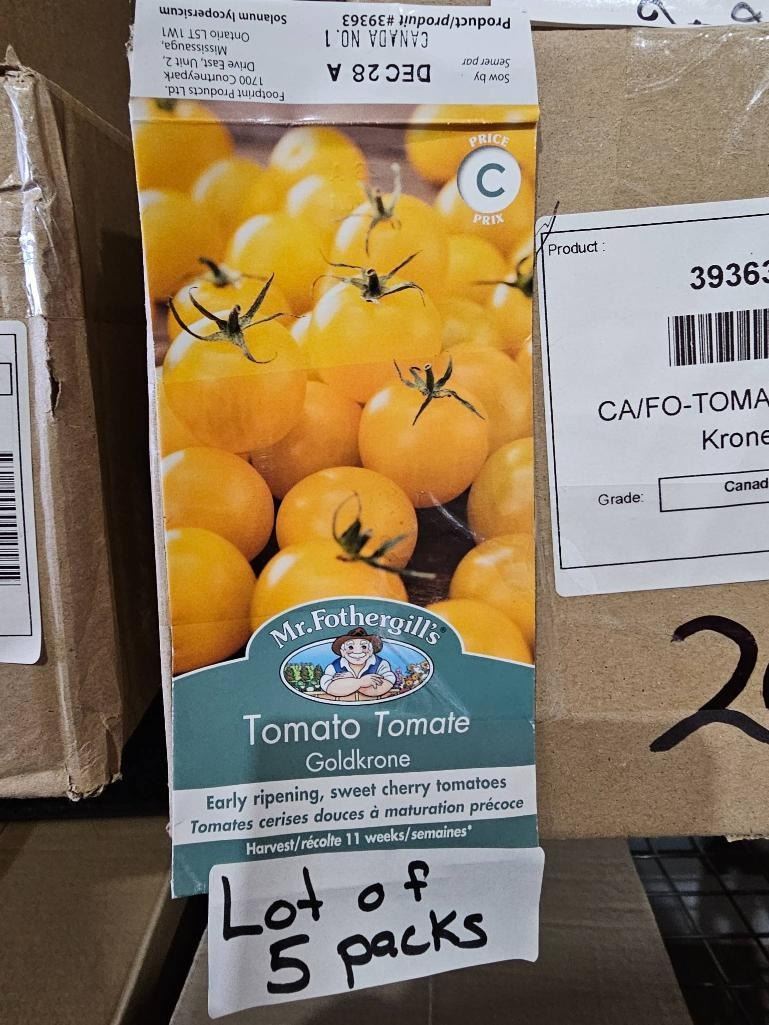 Footprint Products Ltd.
1700 Courtneypark
Drive East, Unit 2,
Mississauga,
Ontario L5T 1W1
Solanum lycopersicum
Sow by
Semer par
DEC 28 A
CANADA NO. 1
Product/produit #39363
PRICE
C
PRIX
Mr. Fothergill's
Tomato Tomate
Goldkrone
Early ripening, sweet cherry tomatoes
Tomates cerises douces à maturation précoce
Harvest/récolte 11 weeks/semaines*
Lot of
5 packs
Product :
39363
CA/FO-TOMA
Krone
Grade: Canad